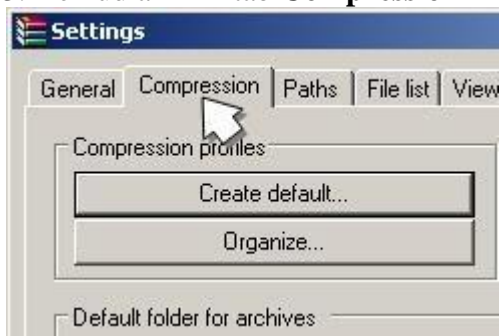 Settings
General Compression Paths File list View
Compression profiles
Create default...
Organize...
Default folder for archives